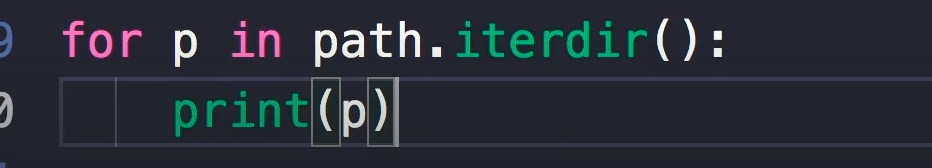 for p in path.iterdir():
    print(p)